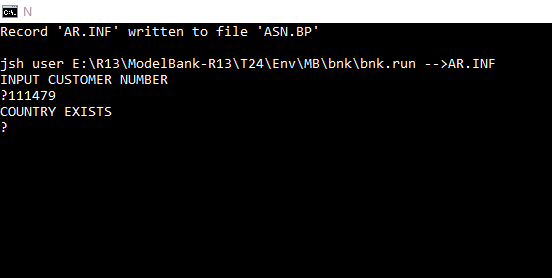 C:\.
N
Record 'AR.INF' written to file 'ASN.BP'
jsh user E:\R13\ModelBank-R13\T24\Env\MB\bnk\bnk.run -->AR.INF
INPUT CUSTOMER NUMBER
?111479
COUNTRY EXISTS
?